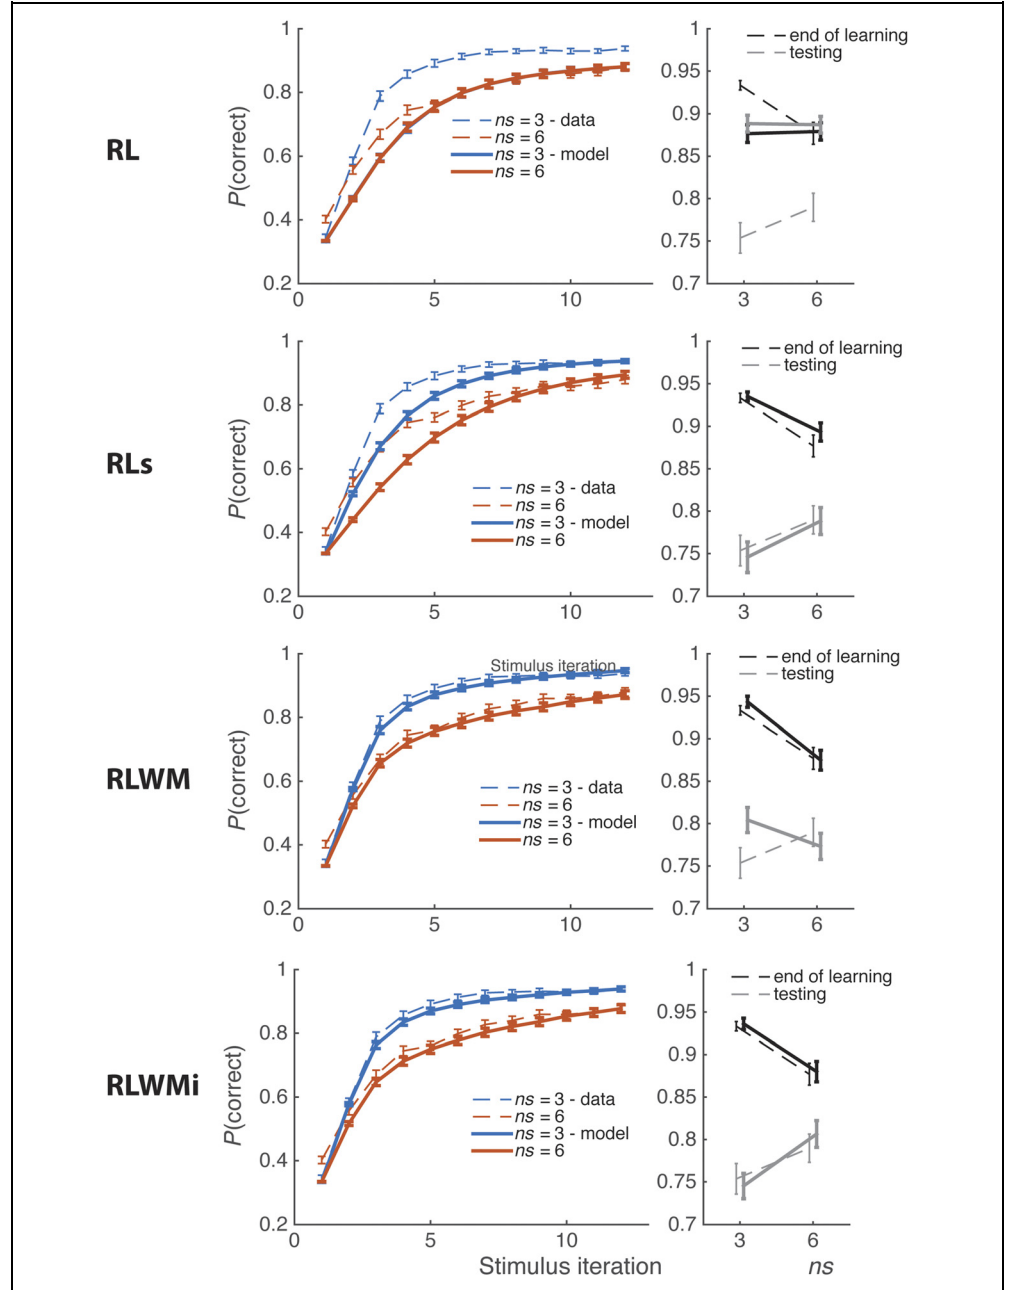 RL
P(correct)
1
0.8
0.6
0.4
0.2
0
5
10
ns = 3 - data
ns = 6
ns = 3 - model
ns = 6
1
0.95
0.9
0.85
0.8
0.75
0.7
3
6
end of learning
testing
RLs
P(correct)
1
0.8
0.6
0.4
0.2
0
5
10
ns = 3 - data
ns = 6
ns = 3 - model
ns = 6
1
0.95
0.9
0.85
0.8
0.75
0.7
3
6
end of learning
testing
RLWM
P(correct)
1
0.8
0.6
0.4
0.2
0
5
10
Stimulus iteration
ns = 3 - data
ns = 6
ns = 3 - model
ns = 6
1
0.95
0.9
0.85
0.8
0.75
0.7
3
6
end of learning
testing
RLWMi
P(correct)
1
0.8
0.6
0.4
0.2
0
5
10
ns = 3 - data
ns = 6
ns = 3 - model
ns = 6
Stimulus iteration
1
0.95
0.9
0.85
0.8
0.75
0.7
3
6
end of learning
testing
ns